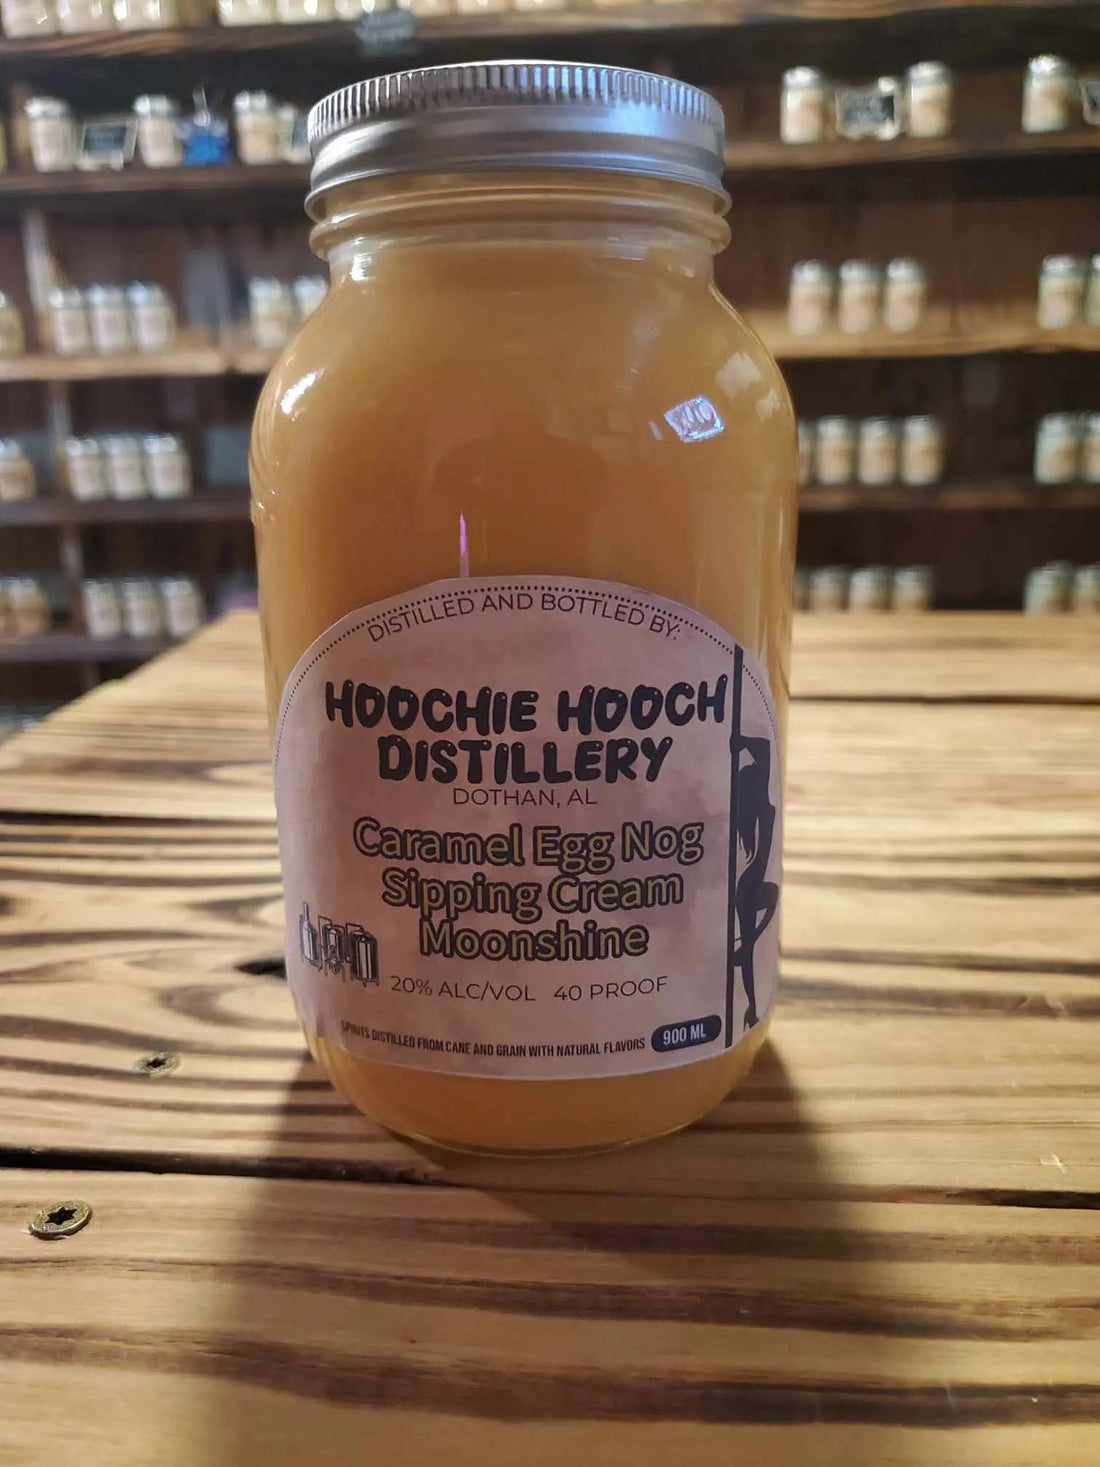 DISTILLED AND BOTTLED BY:
HOOCHIE HOOCH
DISTILLERY
DOTHAN, AL
Caramel Egg Nog
Sipping Cream
Moonshine
20% ALC/VOL 40 PROOF
SPIRITS DISTILLED FROM CANE AND GRAIN WITH NATURAL FLAVORS 900 ML